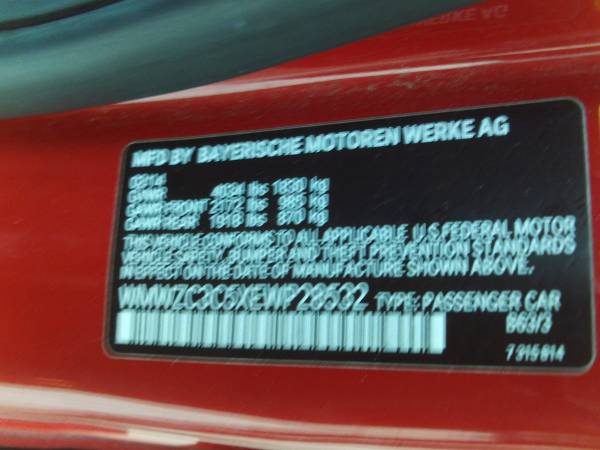 MFD BY BAYERISCHE MOTOREN WERKE AG
03/14
GVWR 4034 lbs 1830 kg
GAWR FRONT 2172 lbs 985 kg
GAWR REAR 1918 lbs 870 kg
THIS VEHICLE CONFORMS TO ALL APPLICABLE U.S. FEDERAL MOTOR
VEHICLE SAFETY, BUMPER AND THEFT PREVENTION STANDARDS
IN EFFECT ON THE DATE OF MANUFACTURE SHOWN ABOVE.
WMWZC3C5XEWP28532 TYPE: PASSENGER CAR
863/3
7 315 814